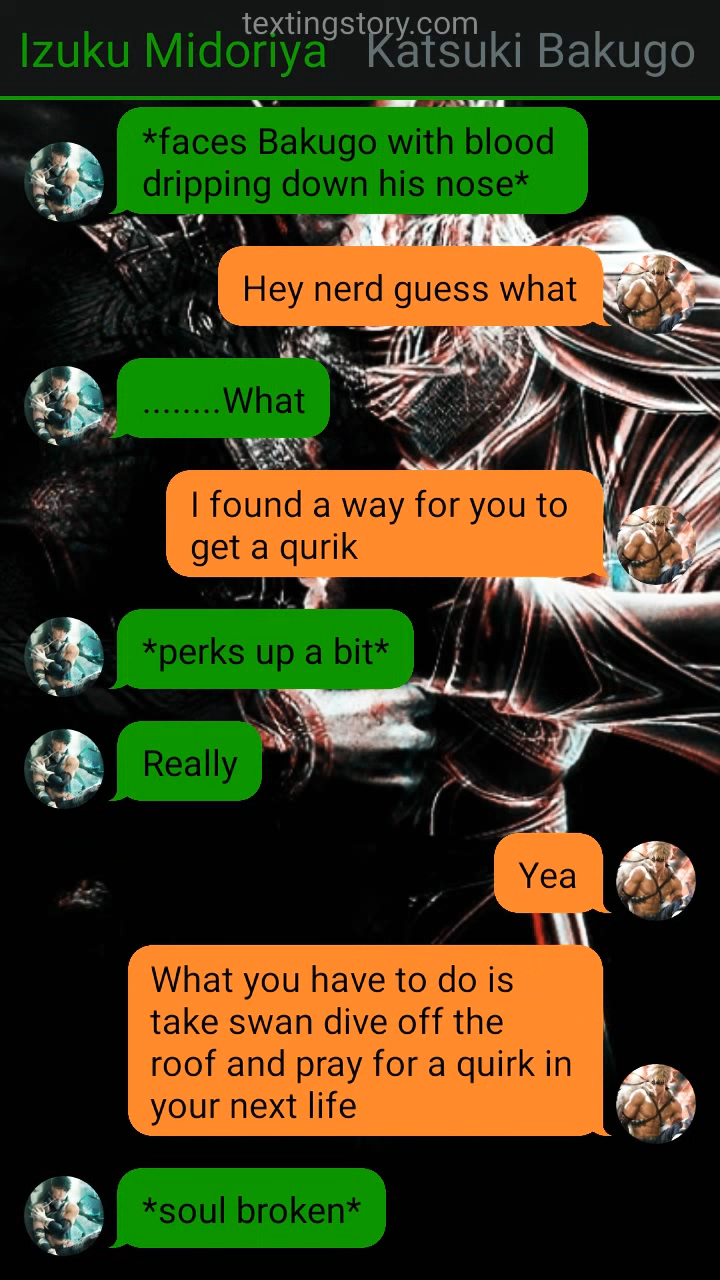 textingstory.com
Izuku Midoriya Katsuki Bakugo
*faces Bakugo with blood
dripping down his nose*
Hey nerd guess what
........What
I found a way for you to
get a qurik
*perks up a bit*
Really
Yea
What you have to do is
take swan dive off the
roof and pray for a quirk in
your next life
*soul broken*